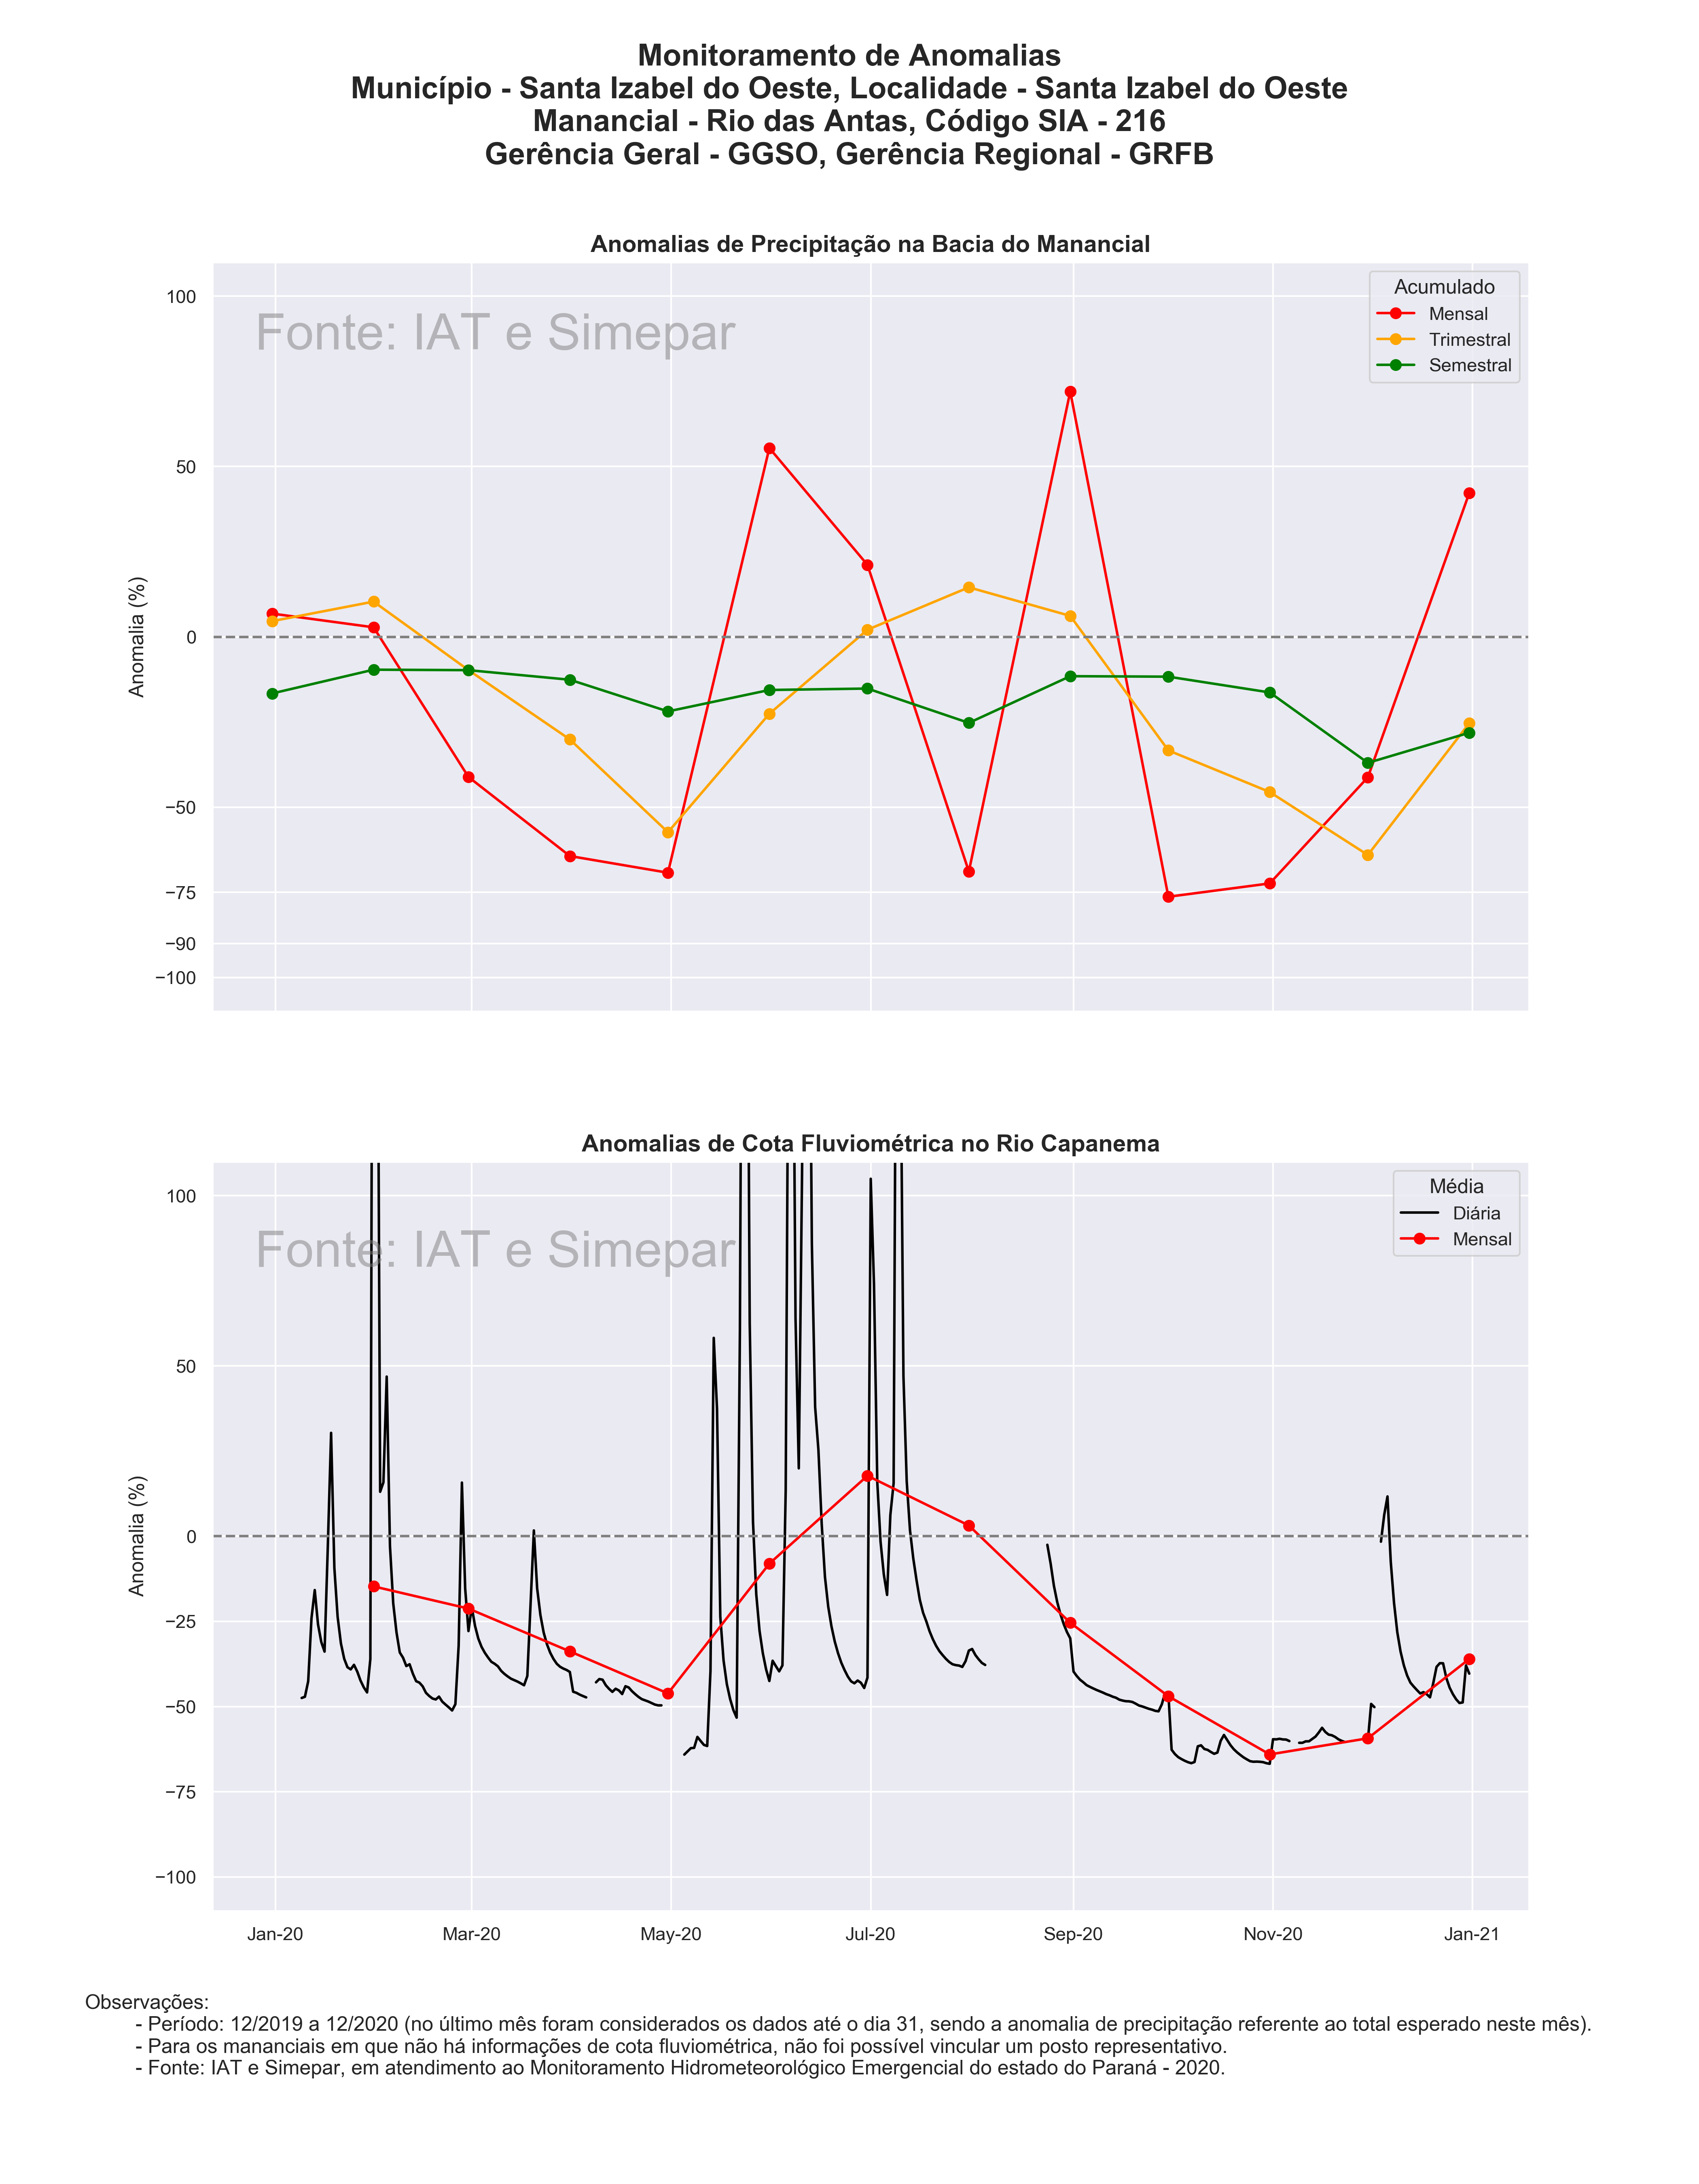 Monitoramento de Anomalias
Município - Santa Izabel do Oeste, Localidade - Santa Izabel do Oeste
Manancial - Rio das Antas, Código SIA - 216
Gerência Geral - GGSO, Gerência Regional - GRFB
Anomalias de Precipitação na Bacia do Manancial
Fonte: IAT e Simepar
Acumulado
Mensal
Trimestral
Semestral
Anomalia (%)
100
50
0
−50
−75
−90
−100
Anomalias de Cota Fluviométrica no Rio Capanema
Fonte: IAT e Simepar
Média
Diária
Mensal
Anomalia (%)
100
50
0
−25
−50
−75
−100
Jan-20 Mar-20 May-20 Jul-20 Sep-20 Nov-20 Jan-21
Observações:
- Período: 12/2019 a 12/2020 (no último mês foram considerados os dados até o dia 31, sendo a anomalia de precipitação referente ao total esperado neste mês).
- Para os mananciais em que não há informações de cota fluviométrica, não foi possível vincular um posto representativo.
- Fonte: IAT e Simepar, em atendimento ao Monitoramento Hidrometeorológico Emergencial do estado do Paraná - 2020.